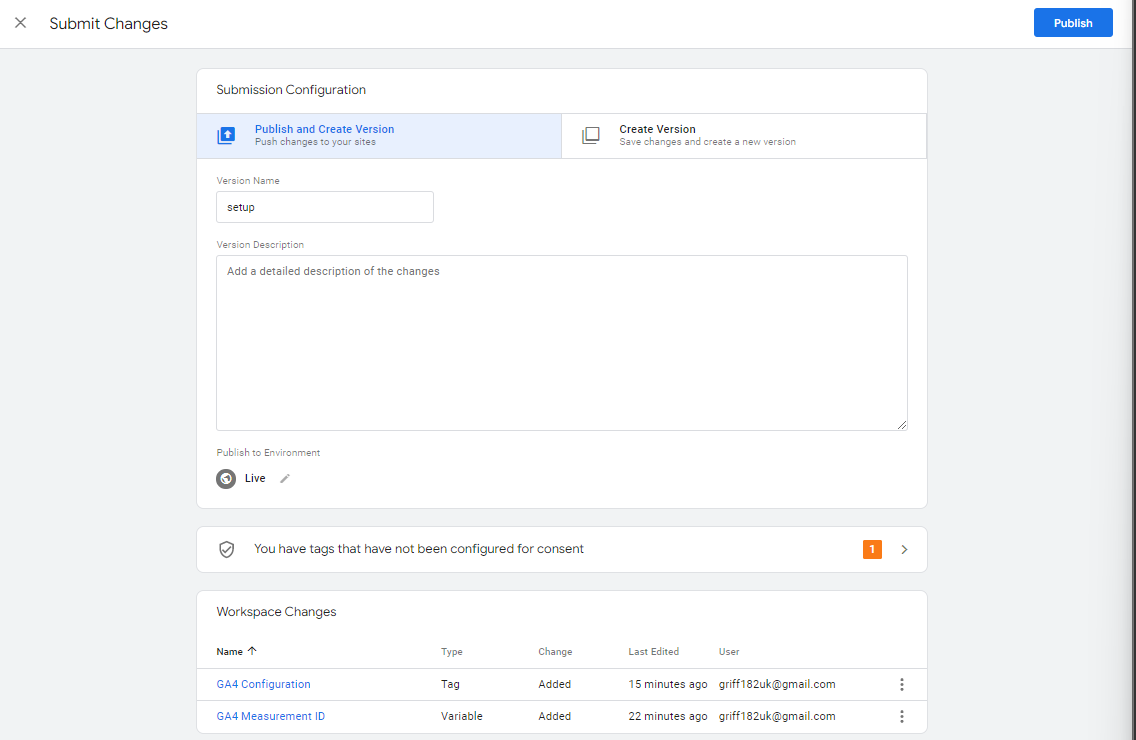 Submit Changes
Publish
Submission Configuration
Publish and Create Version
Push changes to your sites
Create Version
Save changes and create a new version
Version Name
setup
Version Description
Add a detailed description of the changes
Publish to Environment
Live
You have tags that have not been configured for consent
1
Workspace Changes
Name Type Change Last Edited User
GA4 Configuration Tag Added 15 minutes ago griff182uk@gmail.com
GA4 Measurement ID Variable Added 22 minutes ago griff182uk@gmail.com